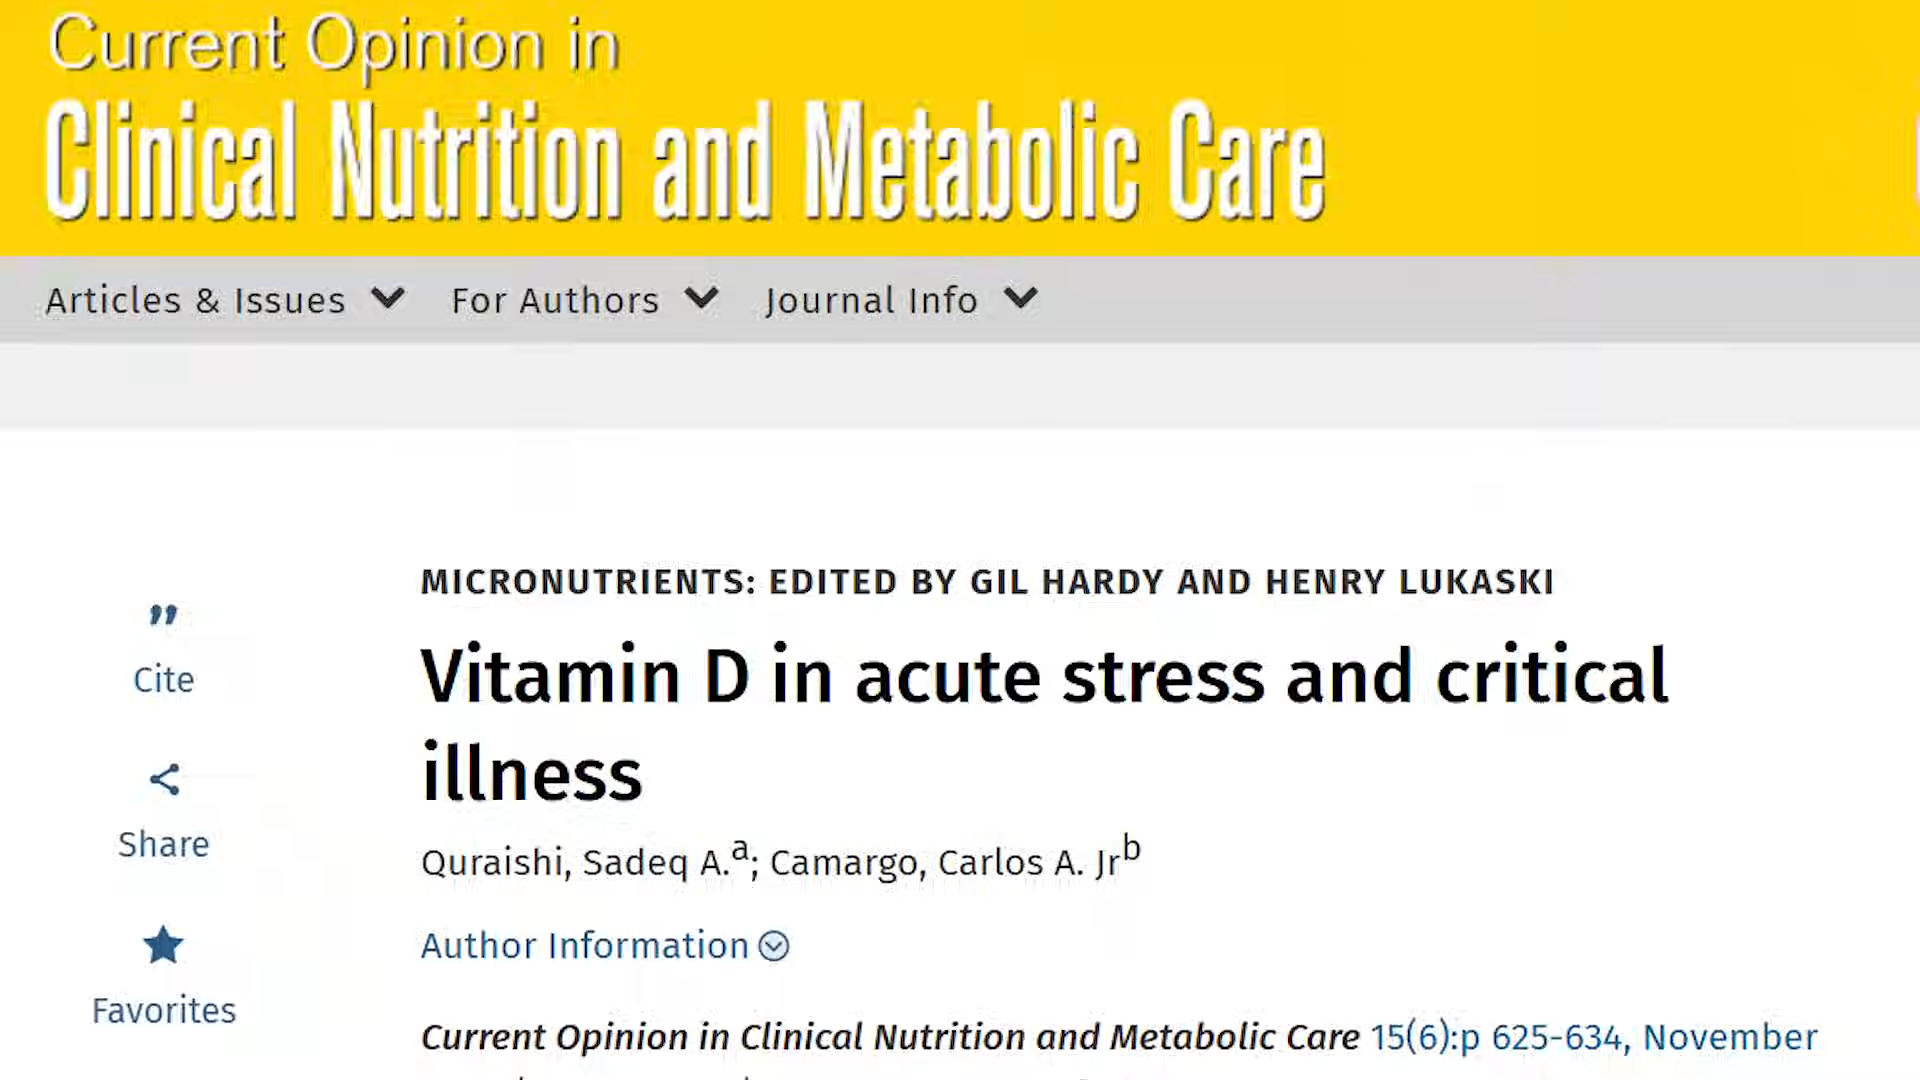 Current Opinion in
Clinical Nutrition and Metabolic Care
Articles & Issues For Authors Journal Info
MICRONUTRIENTS: EDITED BY GIL HARDY AND HENRY LUKASKI
Vitamin D in acute stress and critical
illness
Quraishi, Sadeq A.a; Camargo, Carlos A. Jrb
Author Information
Current Opinion in Clinical Nutrition and Metabolic Care 15(6):p 625-634, November
Cite
Share
Favorites